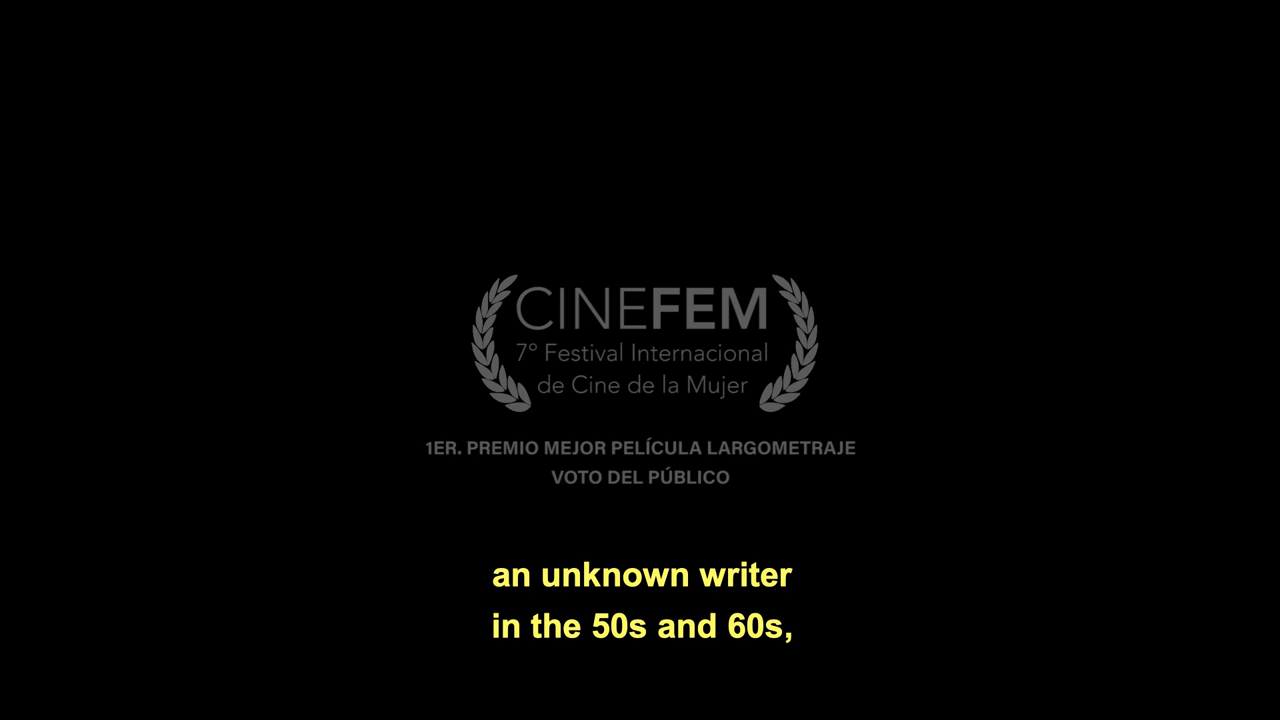 CINEFEM
7º Festival Internacional
de Cine de la Mujer
1ER. PREMIO MEJOR PELÍCULA LARGOMETRAJE
VOTO DEL PÚBLICO
an unknown writer
in the 50s and 60s,